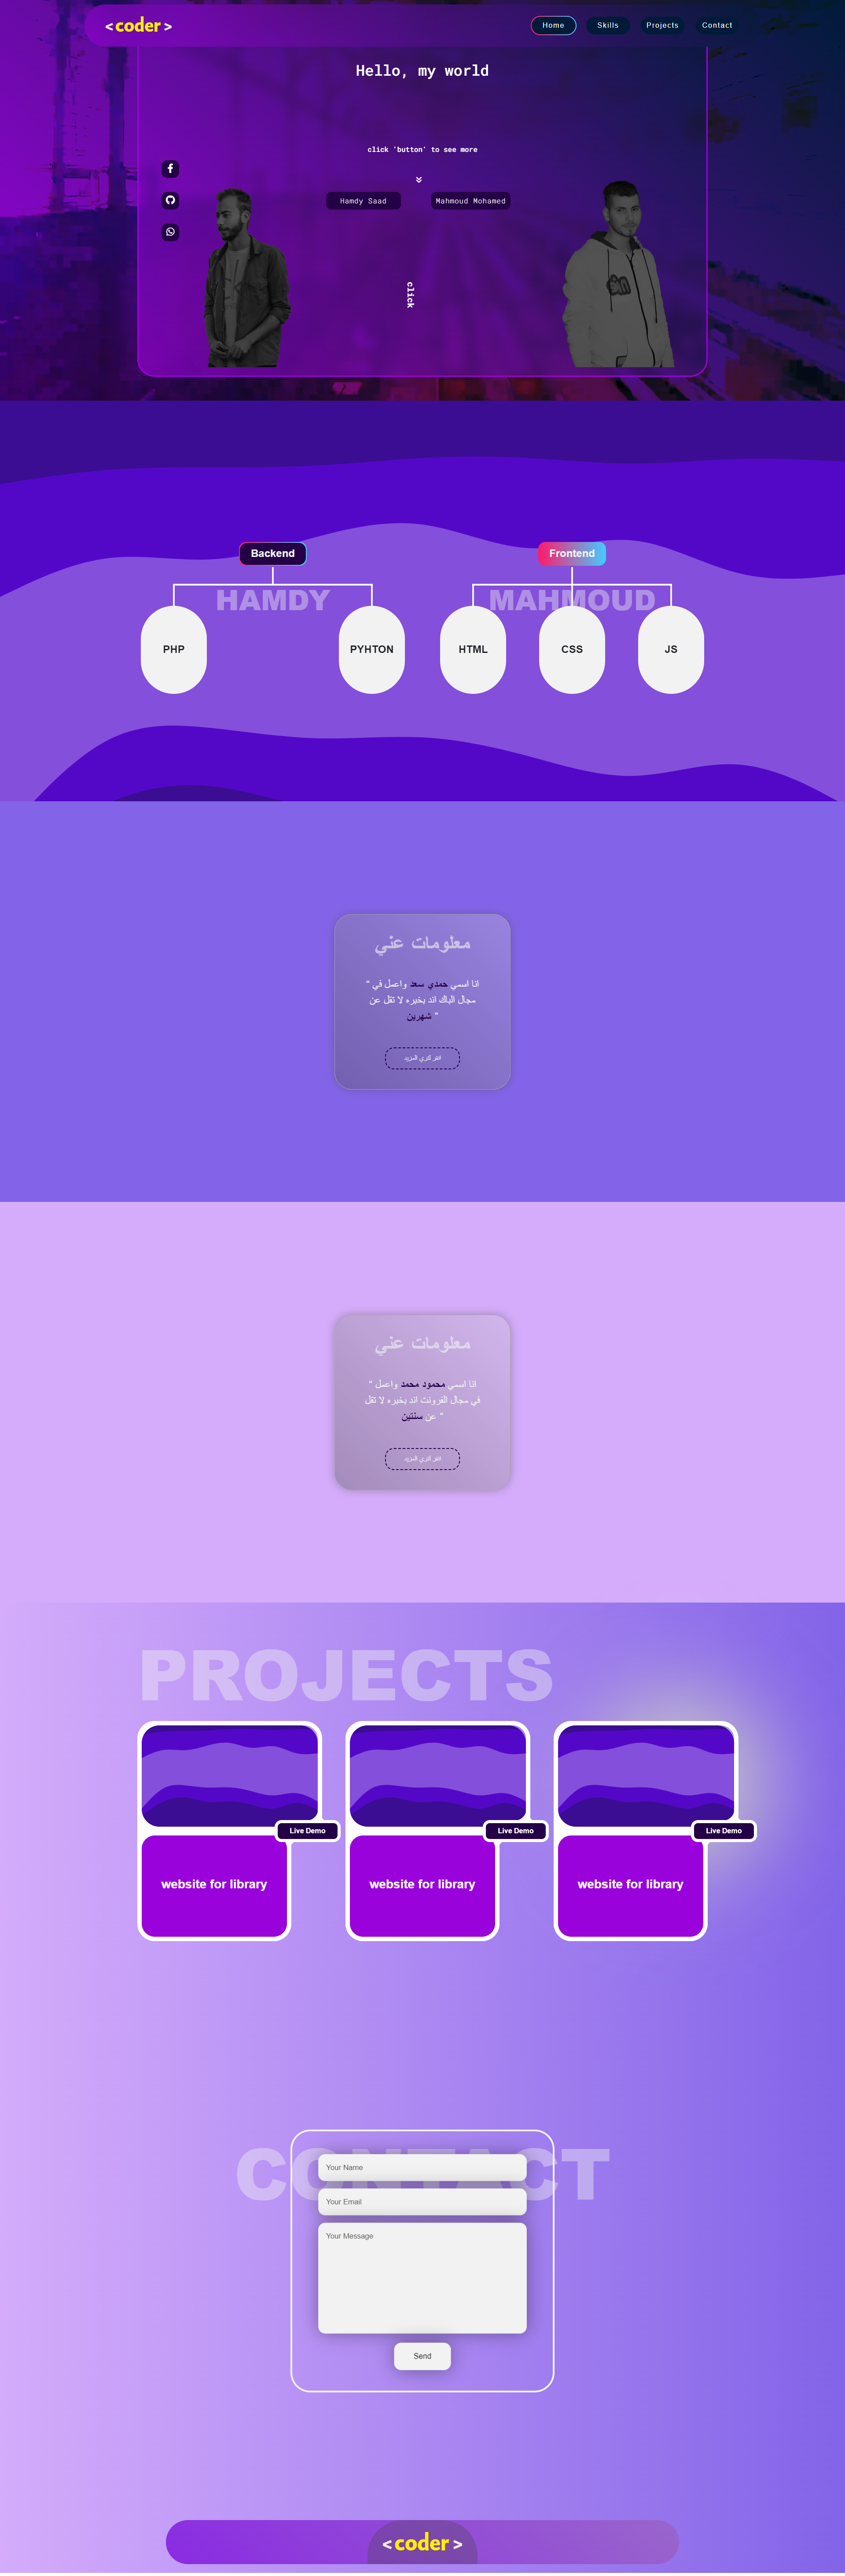 < coder >
Home Skills Projects Contact
Hello, my world
click 'button' to see more
Hamdy Saad Mahmoud Mohamed
click
Backend Frontend
HAMDY MAHMOUD
PHP PYHTON HTML CSS JS
معلومات عني
" انا اسمي حمدي سعد واعمل في
مجال الباك اند بخبره لا تقل عن
شهرين "
انقر لتري المزيد
معلومات عني
" انا اسمي محمود محمد واعمل
في مجال الفرونت اند بخبره لا تقل
عن سنتين "
انقر لتري المزيد
PROJECTS
Live Demo Live Demo Live Demo
website for library website for library website for library
CONTACT
Your Name
Your Email
Your Message
Send
< coder >